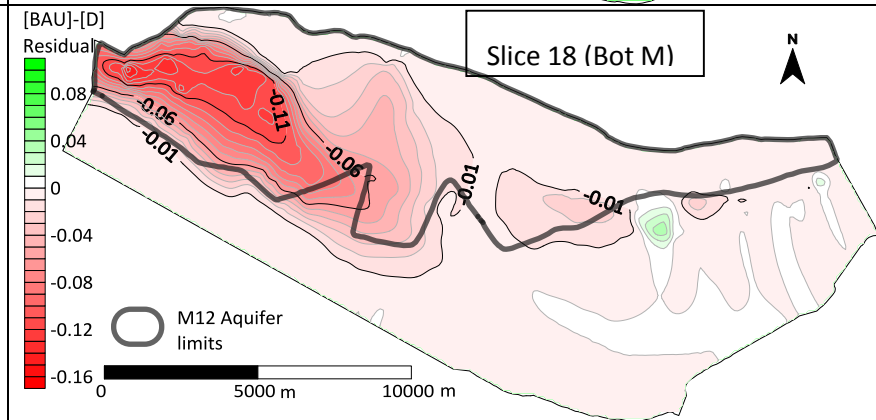 [BAU]-[D]
Residual
0.08
0.04
0
-0.04
-0.08
-0.12
-0.16
Slice 18 (Bot M)
N
-0.11
-0.06
-0.01
-0.06
-0.01
-0.01
M12 Aquifer
limits
0
5000 m
10000 m